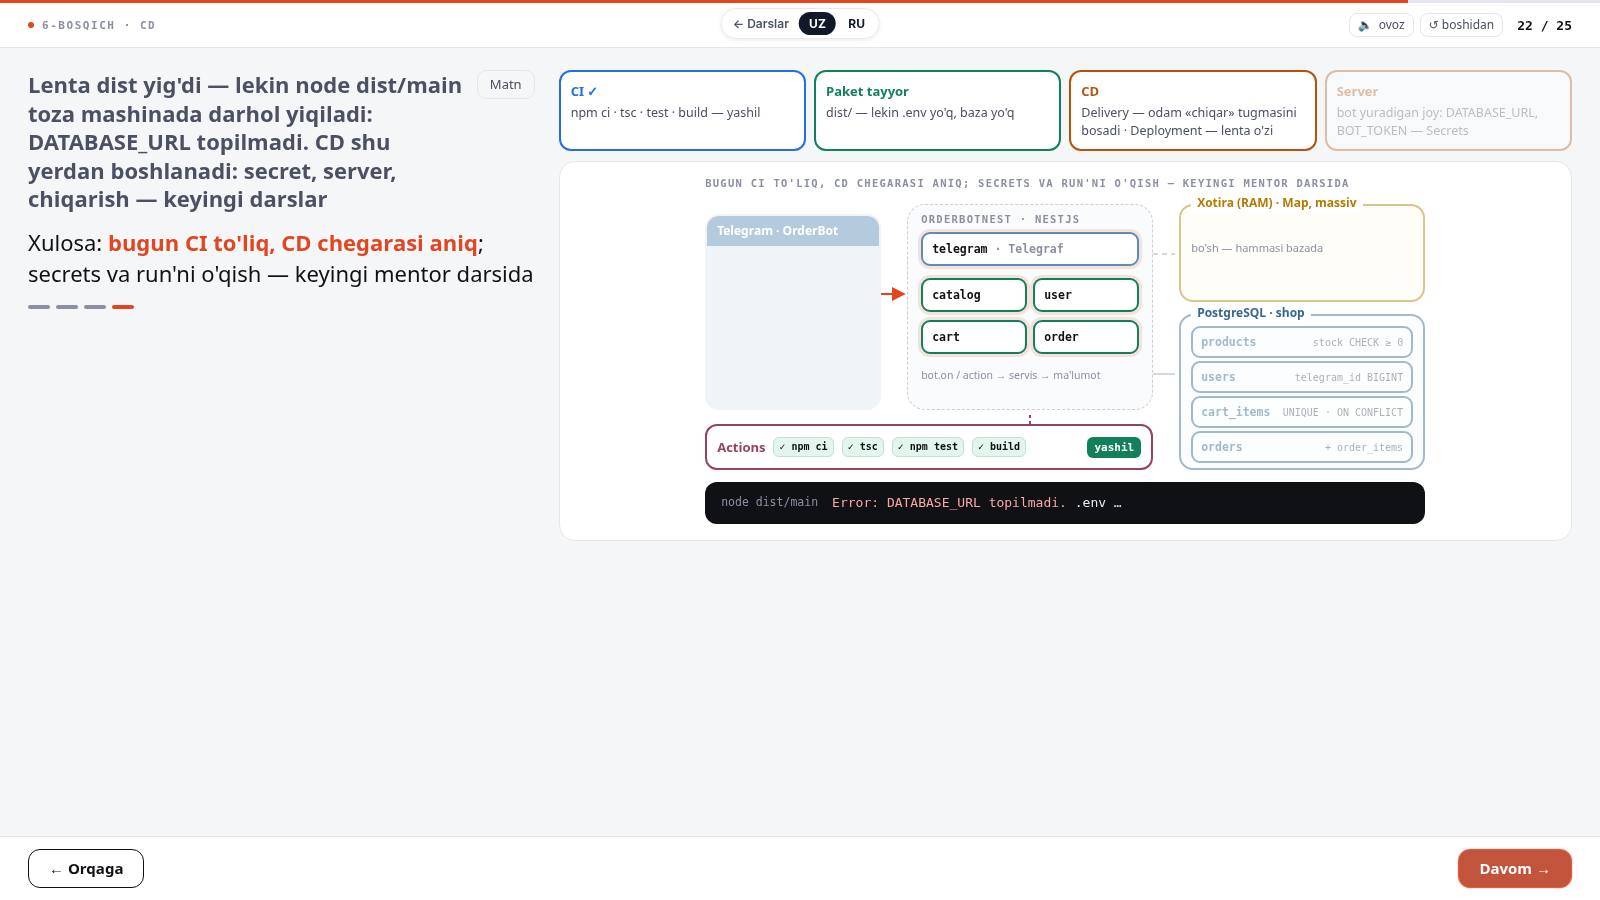 6-BOSQICH · CD
← Darslar UZ RU
🔈 ovoz ↺ boshidan 22 / 25
Lenta dist yig'di — lekin node dist/main
toza mashinada darhol yiqiladi:
DATABASE_URL topilmadi. CD shu
yerdan boshlanadi: secret, server,
chiqarish — keyingi darslar
Matn
Xulosa: bugun CI to'liq, CD chegarasi aniq;
secrets va run'ni o'qish — keyingi mentor darsida
CI ✓
npm ci · tsc · test · build — yashil
Paket tayyor
dist/ — lekin .env yo'q, baza yo'q
CD
Delivery — odam «chiqar» tugmasini
bosadi · Deployment — lenta o'zi
Server
bot yuradigan joy: DATABASE_URL,
BOT_TOKEN — Secrets
BUGUN CI TO'LIQ, CD CHEGARASI ANIQ; SECRETS VA RUN'NI O'QISH — KEYINGI MENTOR DARSIDA
Telegram · OrderBot
ORDERBOTNEST · NESTJS
telegram · Telegraf
catalog
user
cart
order
bot.on / action → servis → ma'lumot
Xotira (RAM) · Map, massiv
bo'sh — hammasi bazada
PostgreSQL · shop
products stock CHECK ≥ 0
users telegram_id BIGINT
cart_items UNIQUE · ON CONFLICT
orders + order_items
Actions ✓ npm ci ✓ tsc ✓ npm test ✓ build yashil
node dist/main Error: DATABASE_URL topilmadi. .env …
← Orqaga
Davom →